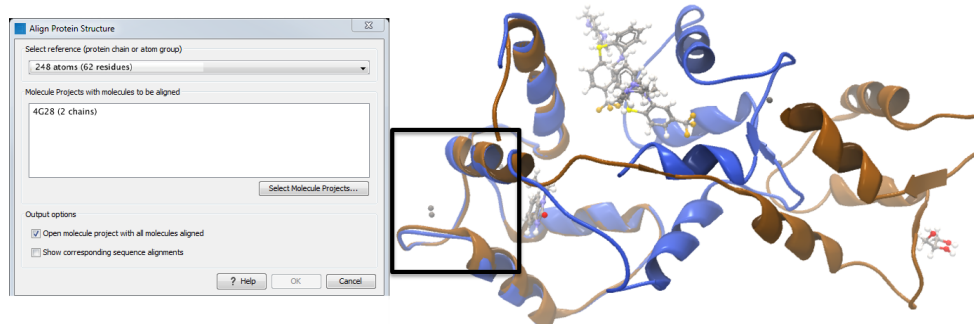 Align Protein Structure
Select reference (protein chain or atom group)
248 atoms (62 residues)
Molecule Projects with molecules to be aligned
4G28 (2 chains)
Select Molecule Projects...
Output options
Open molecule project with all molecules aligned
Show corresponding sequence alignments
? Help
OK
Cancel